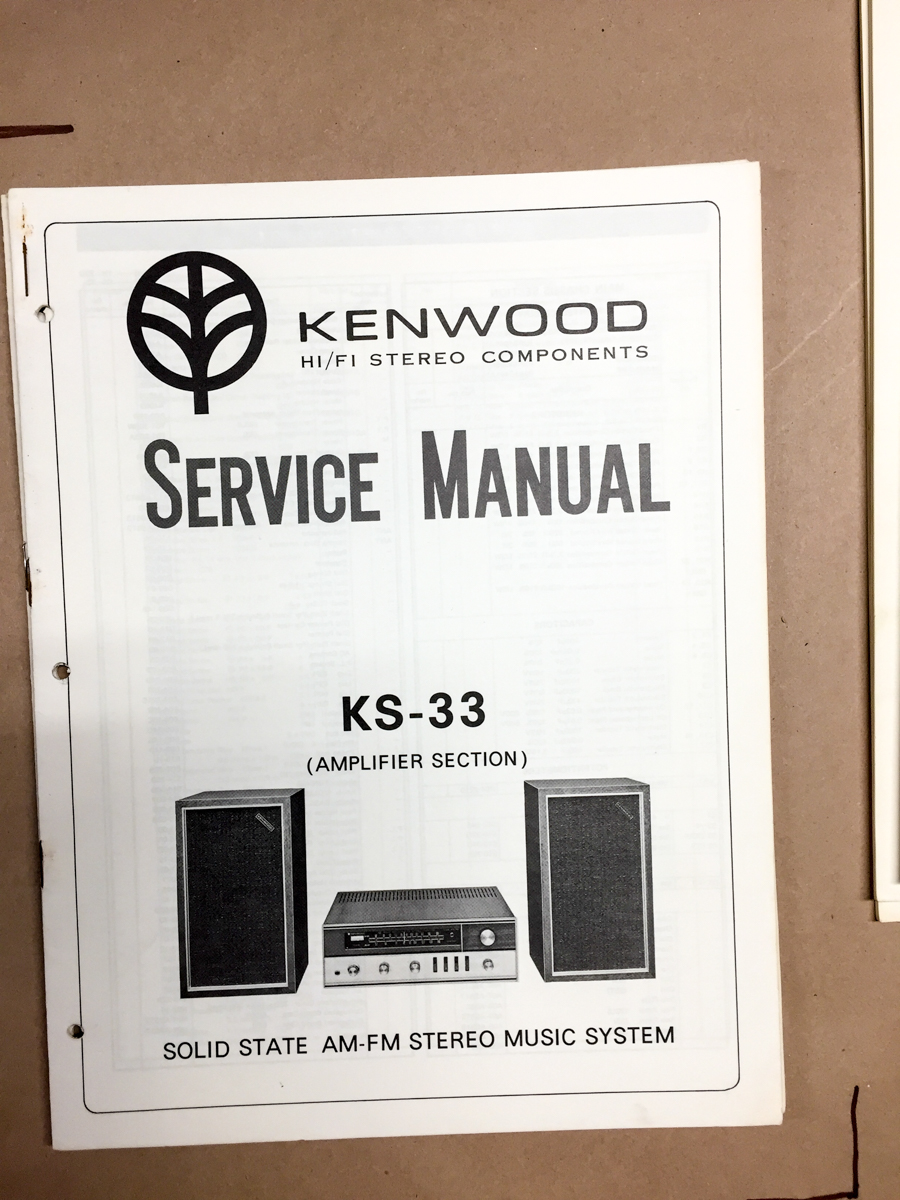 KENWOOD
HI/FI STEREO COMPONENTS
SERVICE MANUAL
KS-33
(AMPLIFIER SECTION)
SOLID STATE AM-FM STEREO MUSIC SYSTEM